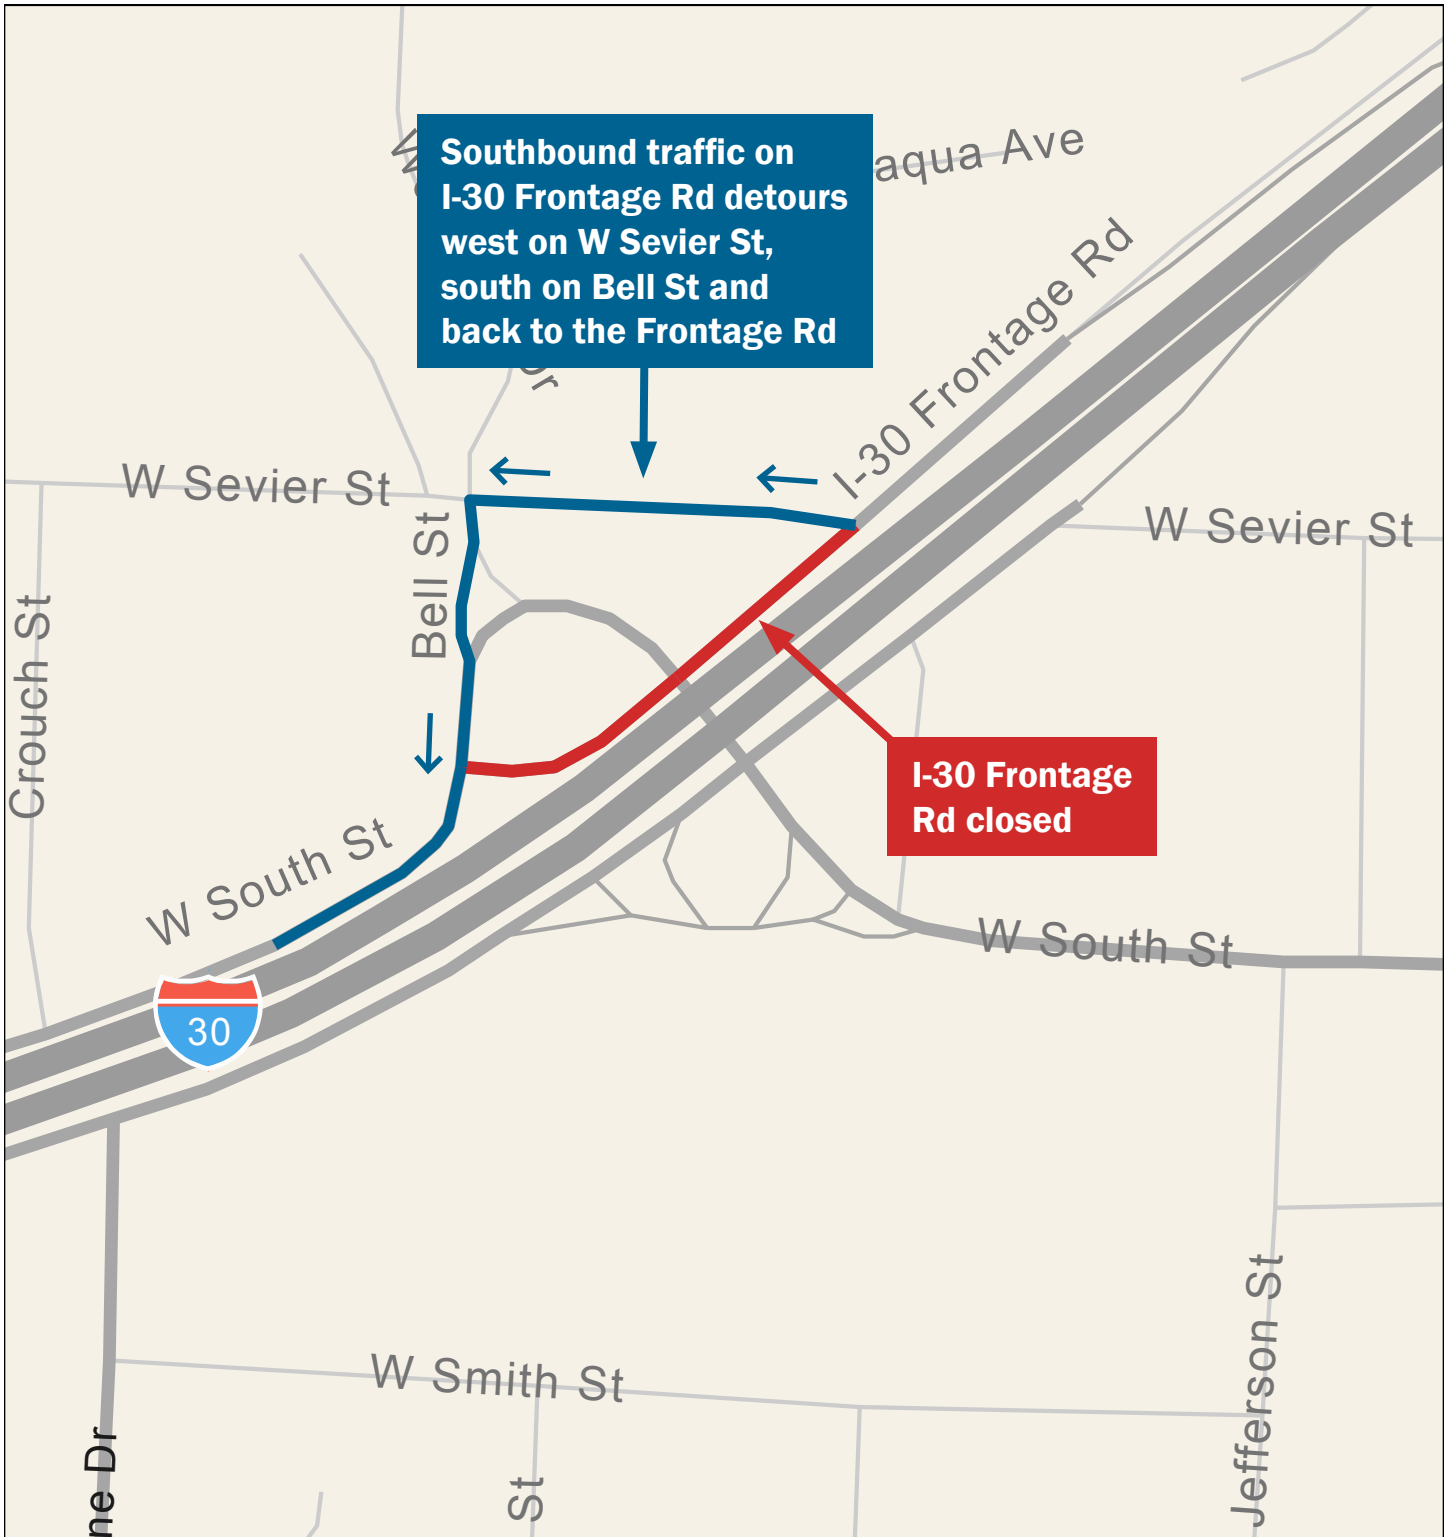 Southbound traffic on
I-30 Frontage Rd detours
west on W Sevier St,
south on Bell St and
back to the Frontage Rd
aqua Ave
Dr
I-30 Frontage Rd
W Sevier St
W Sevier St
Bell St
Crouch St
I-30 Frontage
Rd closed
W South St
W South St
30
Jefferson St
W Smith St
ne Dr
St